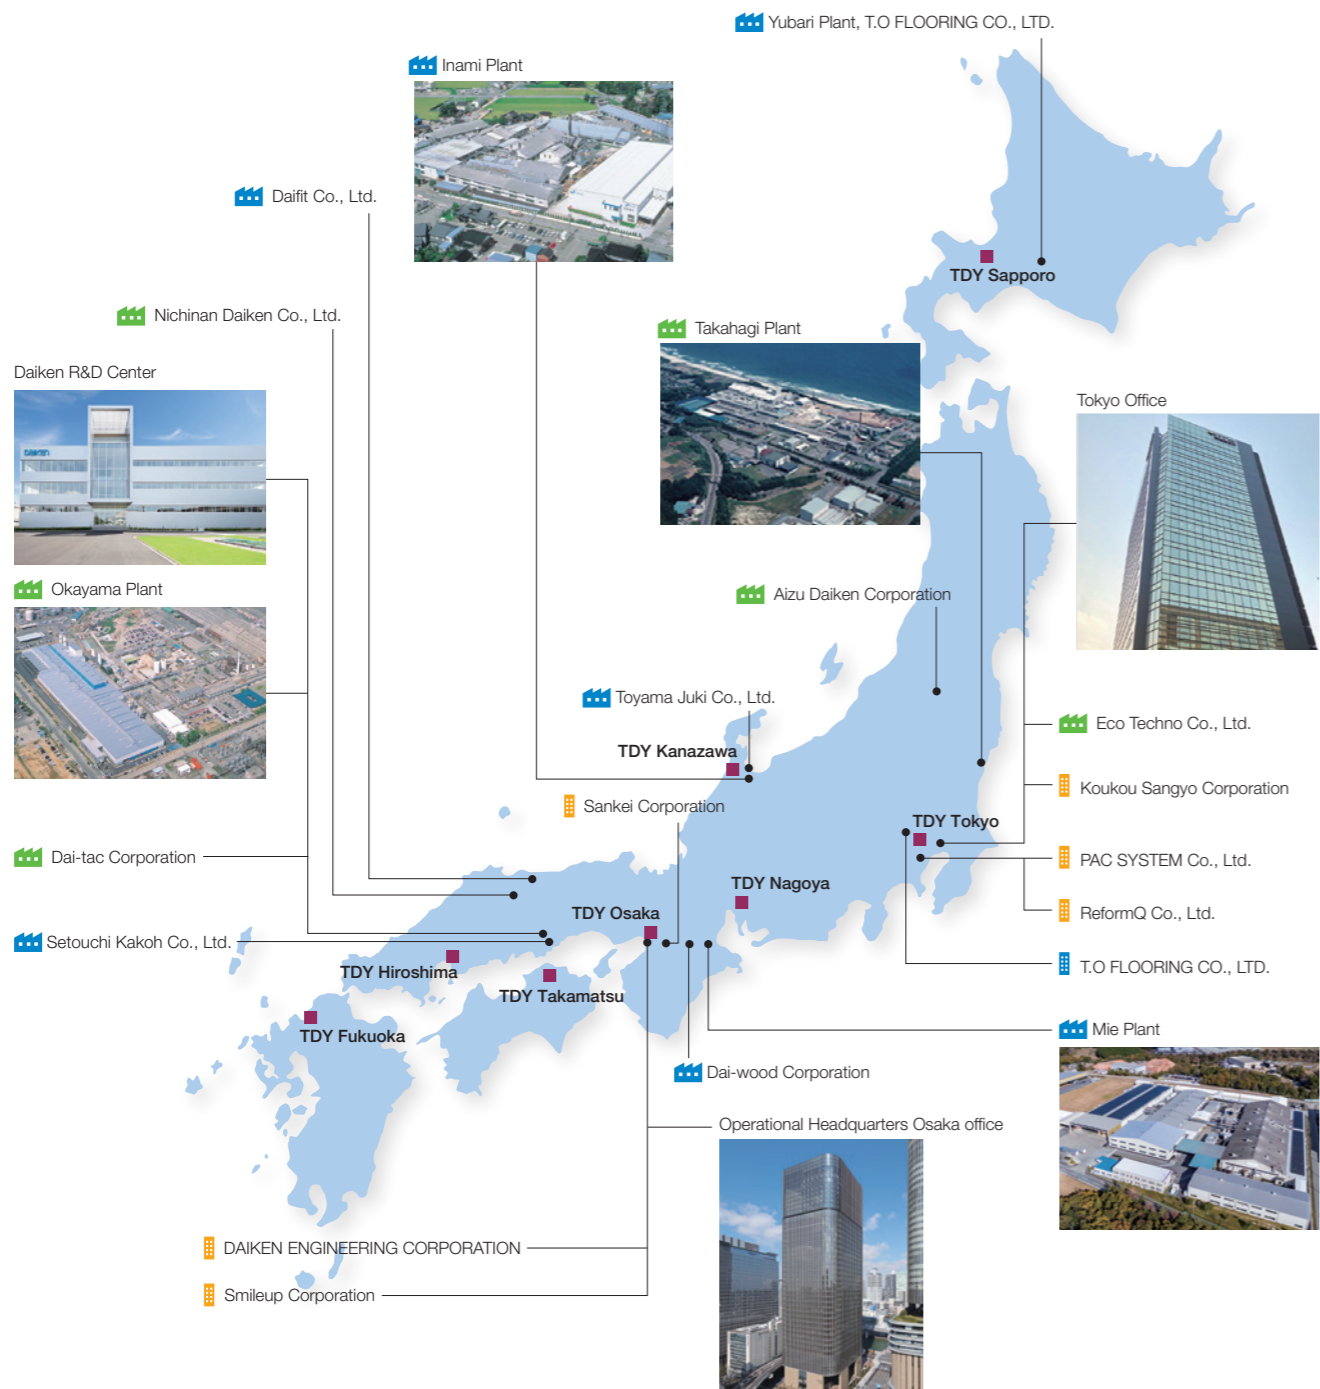 Yubari Plant, T.O FLOORING CO., LTD.
Inami Plant
Daifit Co., Ltd.
TDY Sapporo
Nichinan Daiken Co., Ltd.
Takahagi Plant
Daiken R&D Center
DAIKEN
Tokyo Office
Okayama Plant
Aizu Daiken Corporation
Toyama Juki Co., Ltd.
Eco Techno Co., Ltd.
TDY Kanazawa
Koukou Sangyo Corporation
Sankei Corporation
TDY Tokyo
Dai-tac Corporation
PAC SYSTEM Co., Ltd.
TDY Nagoya
TDY Osaka
ReformQ Co., Ltd.
Setouchi Kakoh Co., Ltd.
TDY Hiroshima
T.O FLOORING CO., LTD.
TDY Takamatsu
TDY Fukuoka
Mie Plant
Dai-wood Corporation
Operational Headquarters Osaka office
DAIKEN ENGINEERING CORPORATION
Smileup Corporation